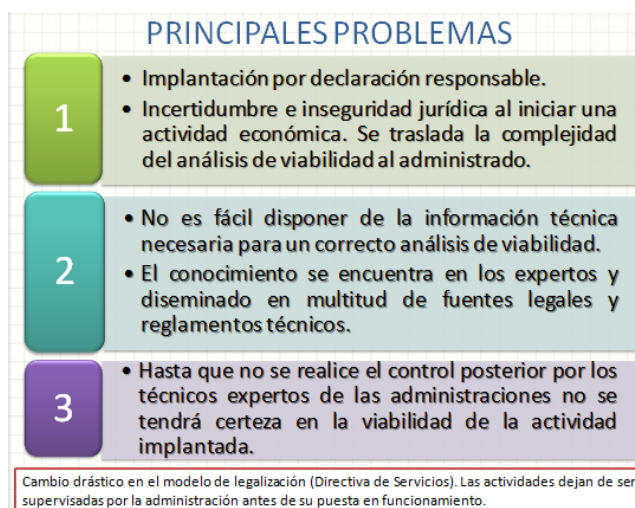 PRINCIPALES PROBLEMAS
1
• Implantación por declaración responsable.
• Incertidumbre e inseguridad jurídica al iniciar una
actividad económica. Se traslada la complejidad
del análisis de viabilidad al administrado.
2
• No es fácil disponer de la información técnica
necesaria para un correcto análisis de viabilidad.
• El conocimiento se encuentra en los expertos y
diseminado en multitud de fuentes legales y
reglamentos técnicos.
3
• Hasta que no se realice el control posterior por los
técnicos expertos de las administraciones no se
tendrá certeza en la viabilidad de la actividad
implantada.
Cambio drástico en el modelo de legalización (Directiva de Servicios). Las actividades dejan de ser
supervisadas por la administración antes de su puesta en funcionamiento.